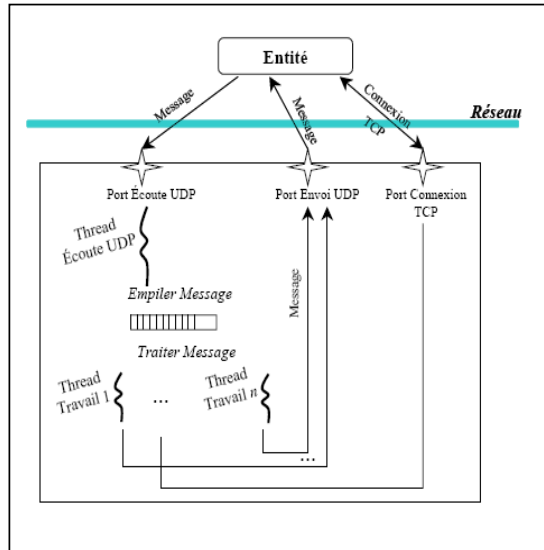 Entité
Message
Message
Connexion
TCP
Réseau
Port Écoute UDP
Port Envoi UDP
Port Connexion
TCP
Thread
Écoute UDP
Empiler Message
Message
Traiter Message
Thread
Travail 1
...
Thread
Travail n
...